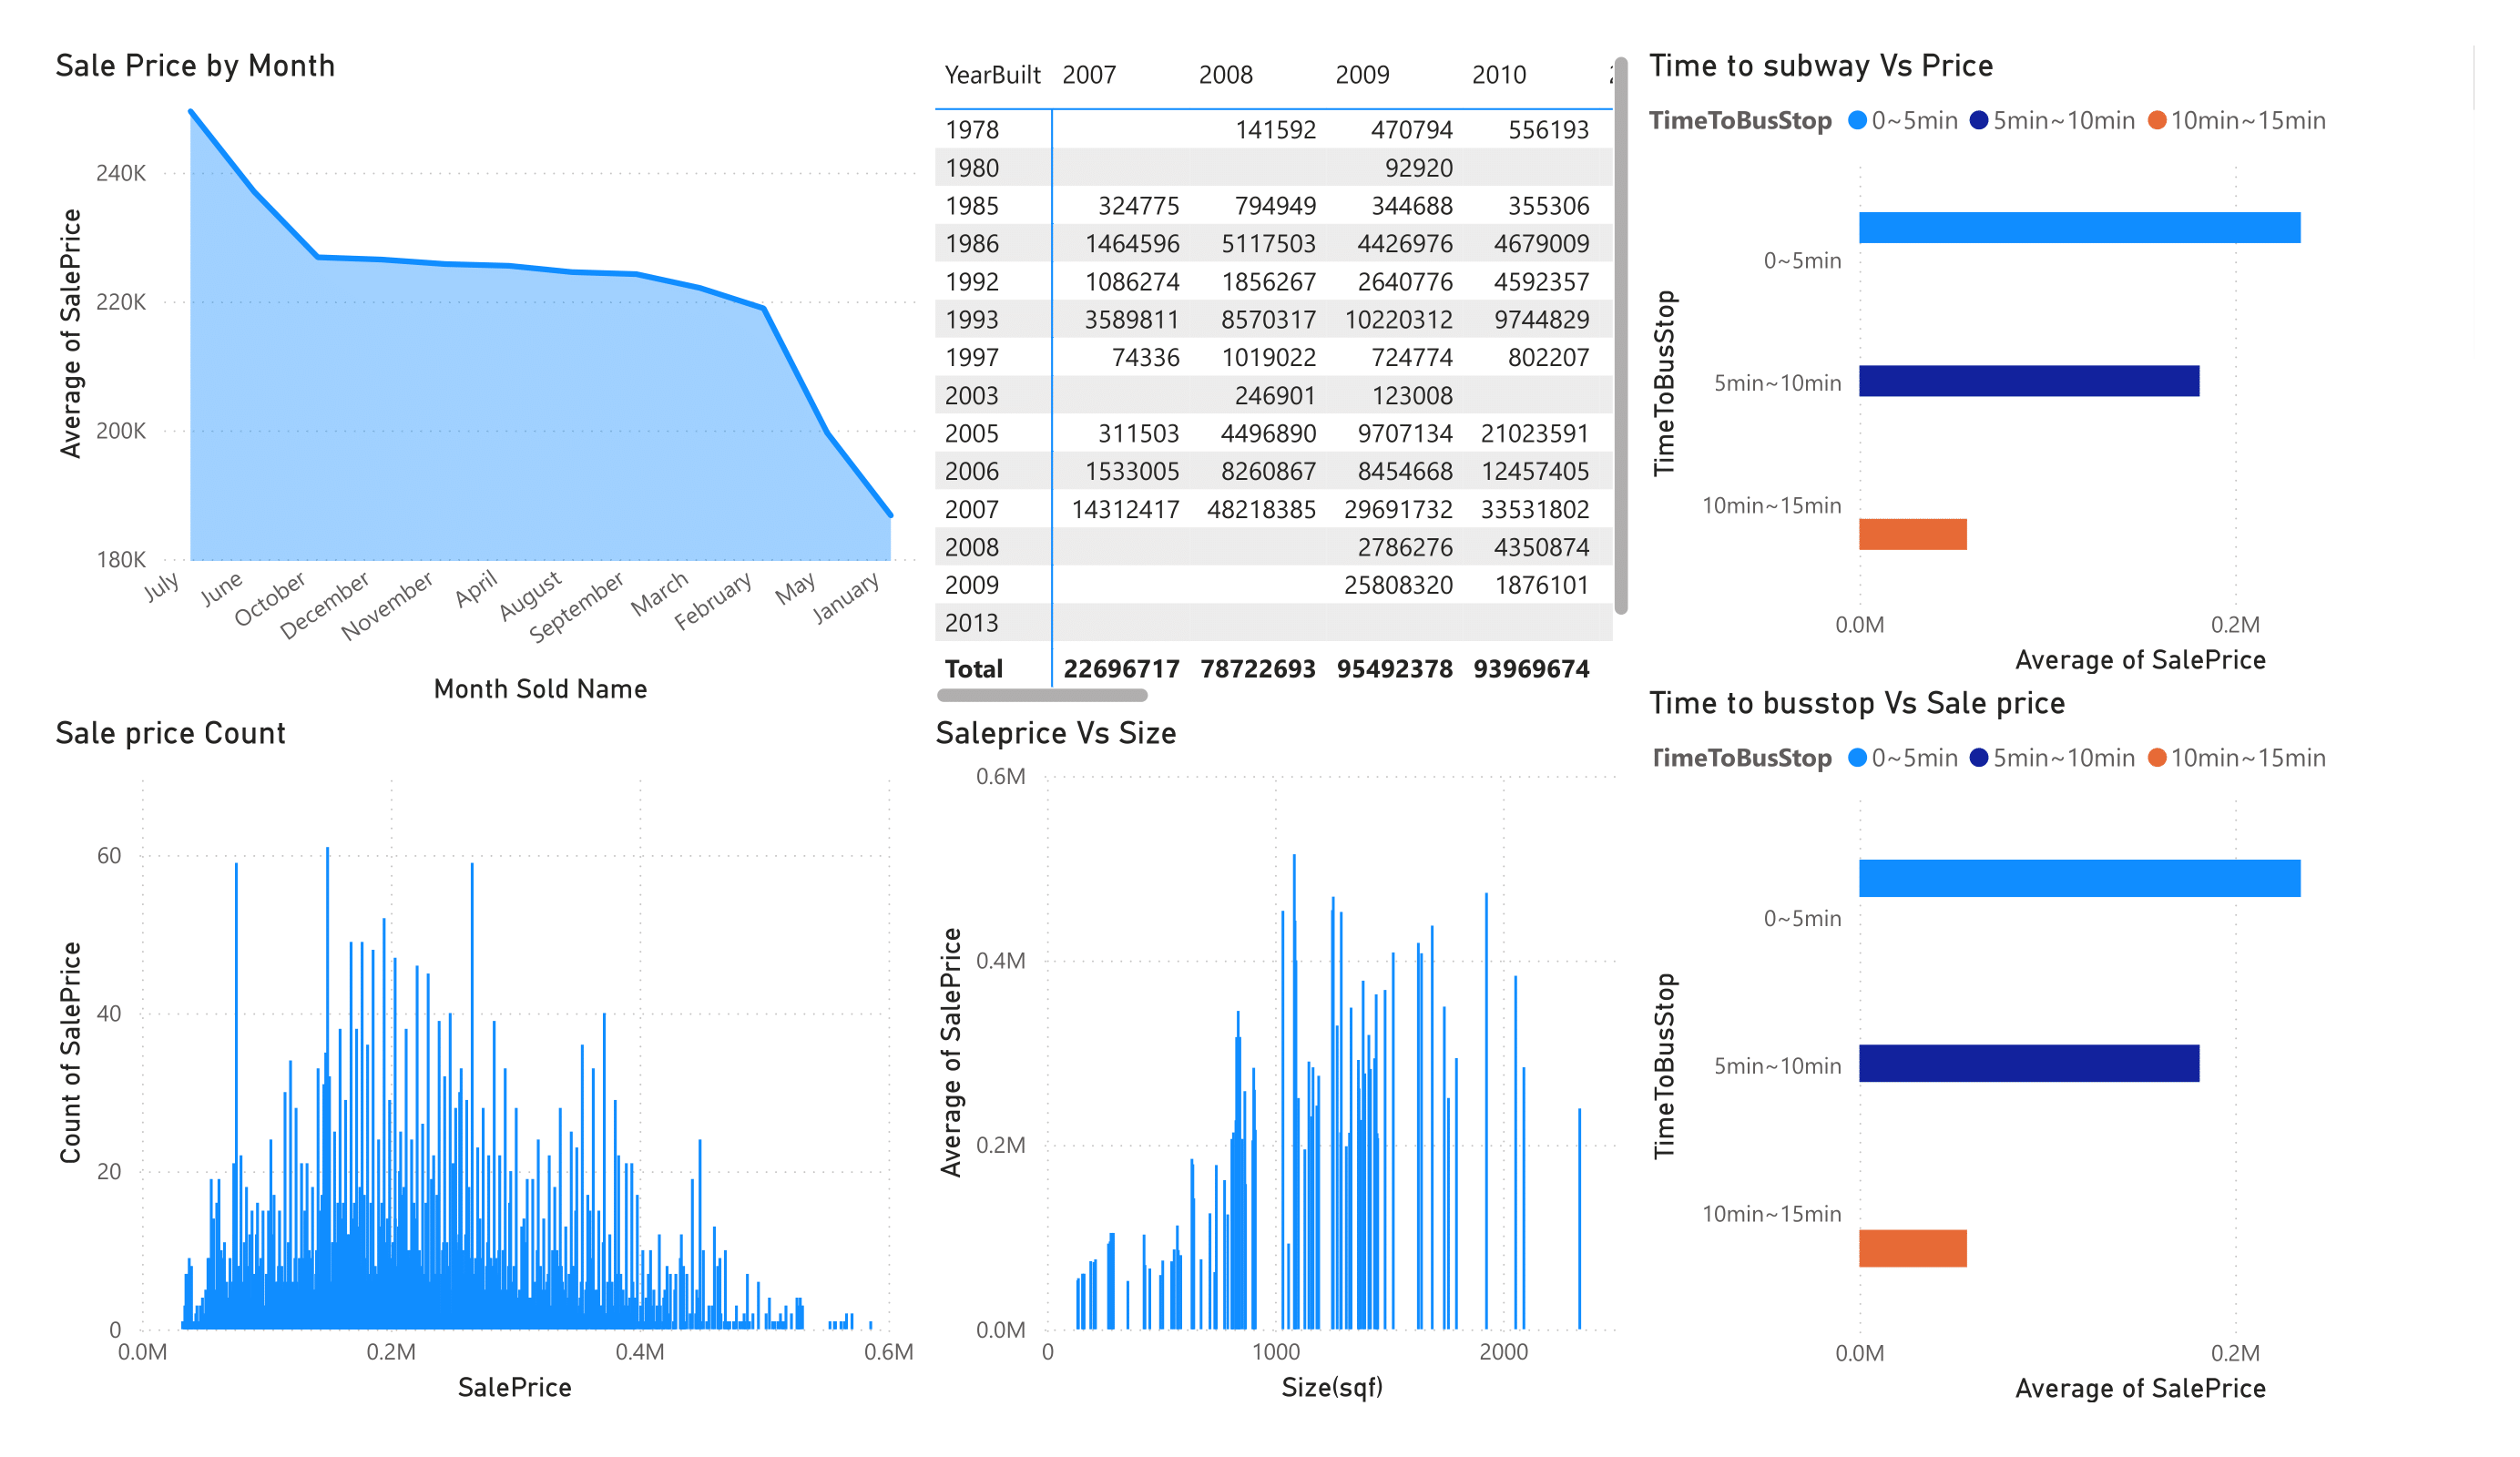 Sale Price by Month
240K
220K
200K
180K
Average of SalePrice
July
June
October
December
November
April
August
September
March
February
May
January
Month Sold Name
YearBuilt 2007 2008 2009 2010
1978 141592 470794 556193
1980 92920
1985 324775 794949 344688 355306
1986 1464596 5117503 4426976 4679009
1992 1086274 1856267 2640776 4592357
1993 3589811 8570317 10220312 9744829
1997 74336 1019022 724774 802207
2003 246901 123008
2005 311503 4496890 9707134 21023591
2006 1533005 8260867 8454668 12457405
2007 14312417 48218385 29691732 33531802
2008 2786276 4350874
2009 25808320 1876101
2013
Total 22696717 78722693 95492378 93969674
Time to subway Vs Price
TimeToBusStop 0~5min 5min~10min 10min~15min
TimeToBusStop
0~5min
5min~10min
10min~15min
0.0M 0.2M
Average of SalePrice
Sale price Count
Count of SalePrice
60
40
20
0
0.0M 0.2M 0.4M 0.6M
SalePrice
Saleprice Vs Size
Average of SalePrice
0.6M
0.4M
0.2M
0.0M
0 1000 2000
Size(sqf)
Time to busstop Vs Sale price
TimeToBusStop 0~5min 5min~10min 10min~15min
TimeToBusStop
0~5min
5min~10min
10min~15min
0.0M 0.2M
Average of SalePrice